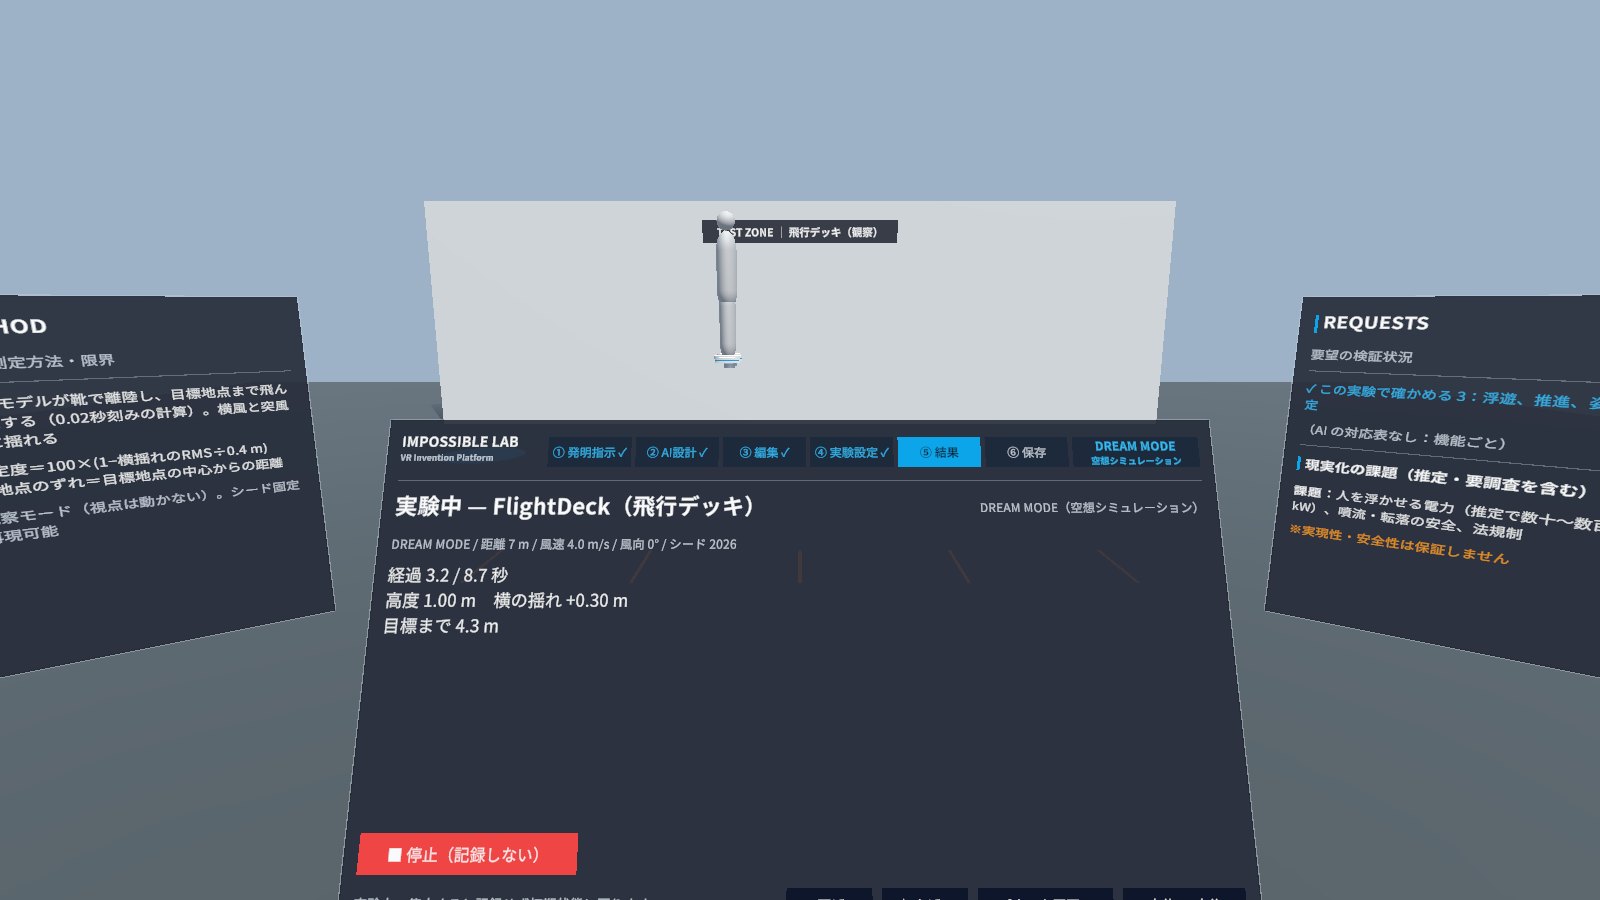 TEST ZONE | 飛行デッキ（観察）
HOD
測定方法・限界
モデルが靴で離陸し、目標地点まで飛ん
する（0.02秒刻みの計算）。横風と突風
揺れる
定度＝100×(1−横揺れのRMS÷0.4 m)
地点のずれ＝目標地点の中心からの距離
察モード（視点は動かない）。シード固定
再現可能
IMPOSSIBLE LAB
VR Invention Platform
① 発明指示 ✓
② AI設計 ✓
③ 編集 ✓
④ 実験設定 ✓
⑤ 結果
⑥ 保存
DREAM MODE
空想シミュレーション
実験中 — FlightDeck（飛行デッキ）
DREAM MODE（空想シミュレーション）
DREAM MODE / 距離 7 m / 風速 4.0 m/s / 風向 0° / シード 2026
経過 3.2 / 8.7 秒
高度 1.00 m 横の揺れ +0.30 m
目標まで 4.3 m
■ 停止（記録しない）
REQUESTS
要望の検証状況
✓この実験で確かめる 3：浮遊、推進、姿
定
（AI の対応表なし：機能ごと）
現実化の課題（推定・要調査を含む）
課題：人を浮かせる電力（推定で数十〜数百
kW）、噴流・転落の安全、法規制
※実現性・安全性は保証しません